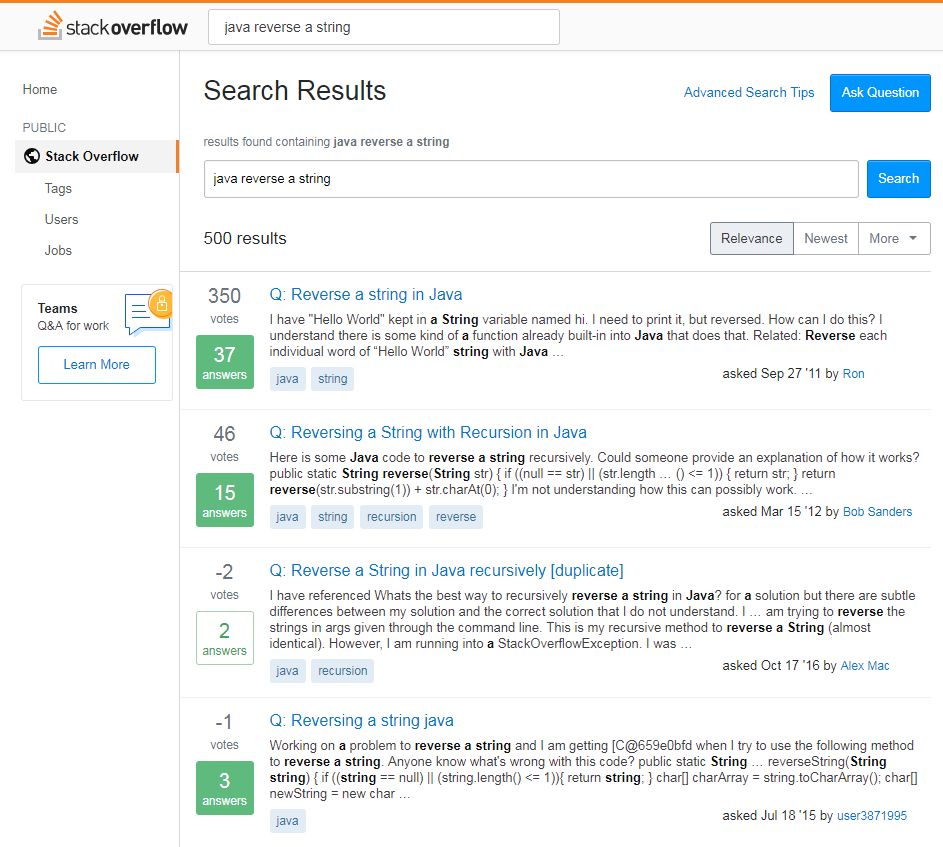 stackoverflow
java reverse a string
Home
PUBLIC
Stack Overflow
Tags
Users
Jobs
Teams
Q&A for work
Learn More
Search Results
Advanced Search Tips
Ask Question
results found containing java reverse a string
java reverse a string
Search
500 results
Relevance
Newest
More
350
votes
37
answers
Q: Reverse a string in Java
I have "Hello World" kept in a String variable named hi. I need to print it, but reversed. How can I do this? I
understand there is some kind of a function already built-in into Java that does that. Related: Reverse each
individual word of “Hello World” string with Java …
java
string
asked Sep 27 '11 by Ron
46
votes
15
answers
Q: Reversing a String with Recursion in Java
Here is some Java code to reverse a string recursively. Could someone provide an explanation of how it works?
public static String reverse(String str) { if ((null == str) || (str.length … () <= 1)) { return str; } return
reverse(str.substring(1)) + str.charAt(0); } I'm not understanding how this can possibly work. …
java
string
recursion
reverse
asked Mar 15 '12 by Bob Sanders
-2
votes
2
answers
Q: Reverse a String in Java recursively [duplicate]
I have referenced Whats the best way to recursively reverse a string in Java? for a solution but there are subtle
differences between my solution and the correct solution that I do not understand. I … am trying to reverse the
strings in args given through the command line. This is my recursive method to reverse a String (almost
identical). However, I am running into a StackOverflowException. I was …
java
recursion
asked Oct 17 '16 by Alex Mac
-1
votes
3
answers
Q: Reversing a string java
Working on a problem to reverse a string and I am getting [C@659e0bfd when I try to use the following method
to reverse a string. Anyone know what's wrong with this code? public static String … reverseString(String
string) { if ((string == null) || (string.length() <= 1)){ return string; } char[] charArray = string.toCharArray(); char[]
newString = new char …
java
asked Jul 18 '15 by user3871995